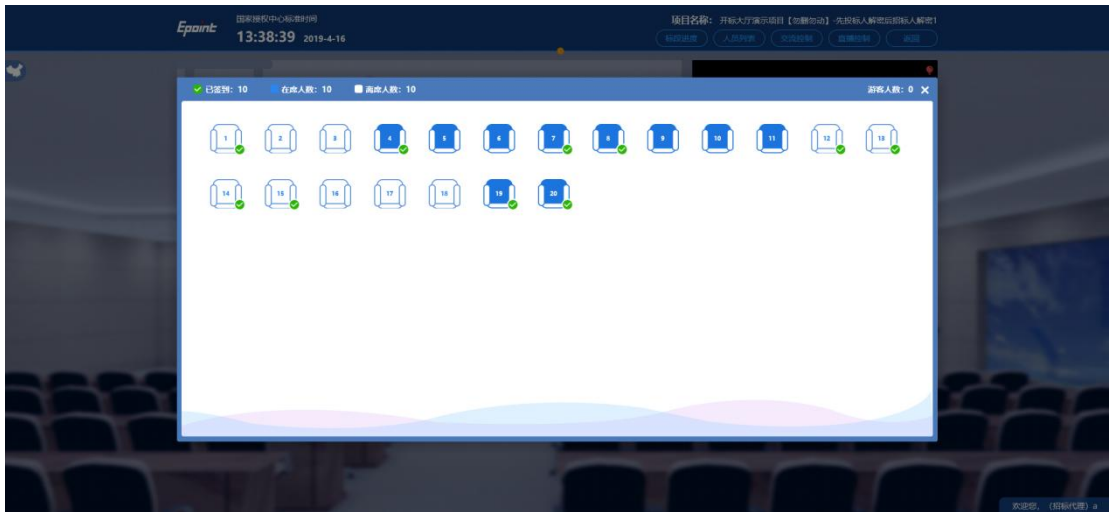 Epoint
国家授权中心标准时间
13:38:39 2019-4-16
项目名称: 开标大厅演示项目【勿删勿动】-先投标人解密后招标人解密1
标段进度 人员列表 交流控制 直播控制 返回
已签到: 10 在席人数: 10 离席人数: 10 游客人数: 0
1 2 3 4 5 6 7 8 9 10 11 12 13
14 15 16 17 18 19 20
欢迎您, (招标代理) a